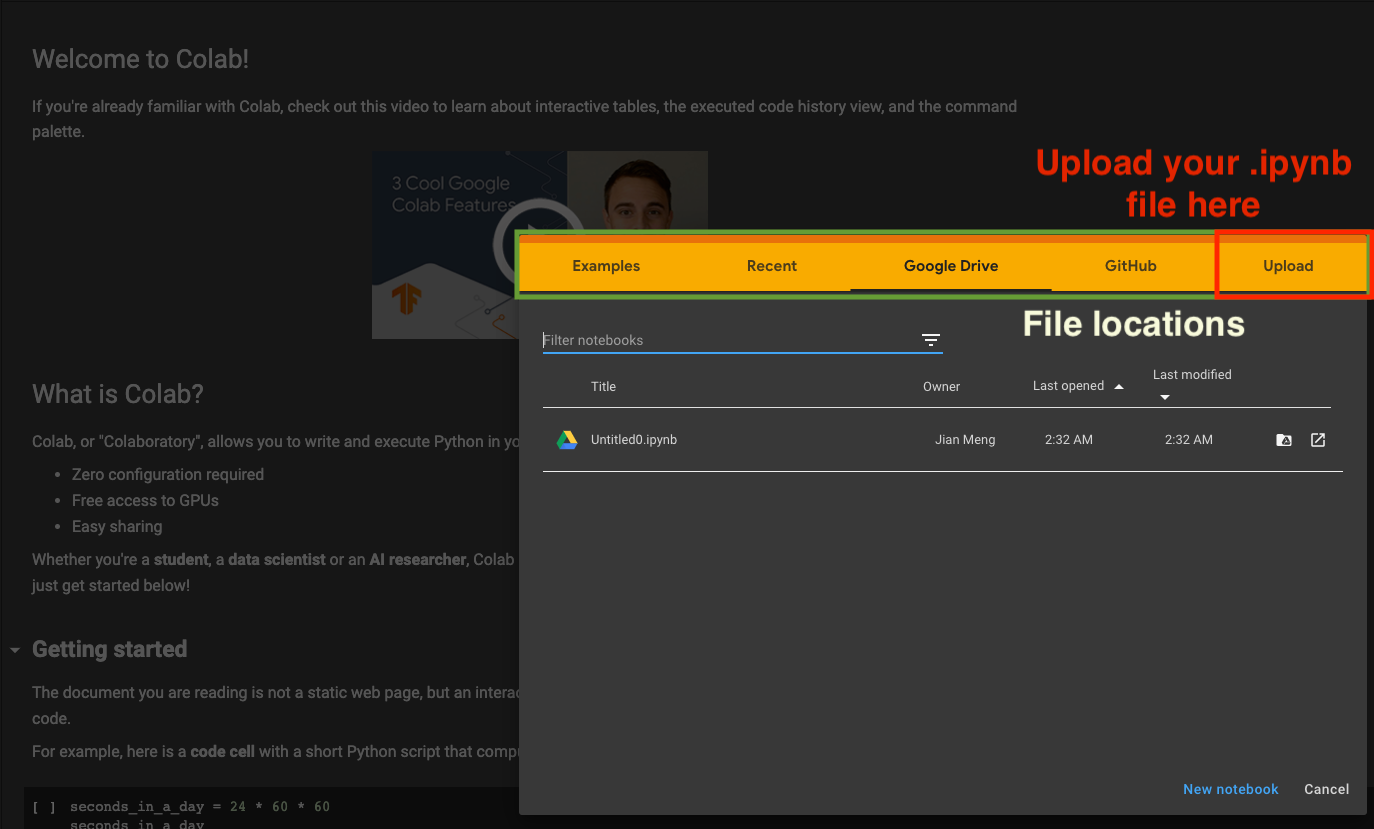 Welcome to Colab!
If you're already familiar with Colab, check out this video to learn about interactive tables, the executed code history view, and the command
palette.
3 Cool Google
Colab Features
Upload your .ipynb
file here
Examples Recent Google Drive GitHub Upload
File locations
Filter notebooks
Title Owner Last opened Last modified
Untitled0.ipynb Jian Meng 2:32 AM 2:32 AM
What is Colab?
Colab, or "Colaboratory", allows you to write and execute Python in yo
• Zero configuration required
• Free access to GPUs
• Easy sharing
Whether you're a student, a data scientist or an AI researcher, Colab
just get started below!
Getting started
The document you are reading is not a static web page, but an interac
code.
For example, here is a code cell with a short Python script that compu
[ ] seconds_in_a_day = 24 * 60 * 60
seconds_in_a_day
New notebook Cancel